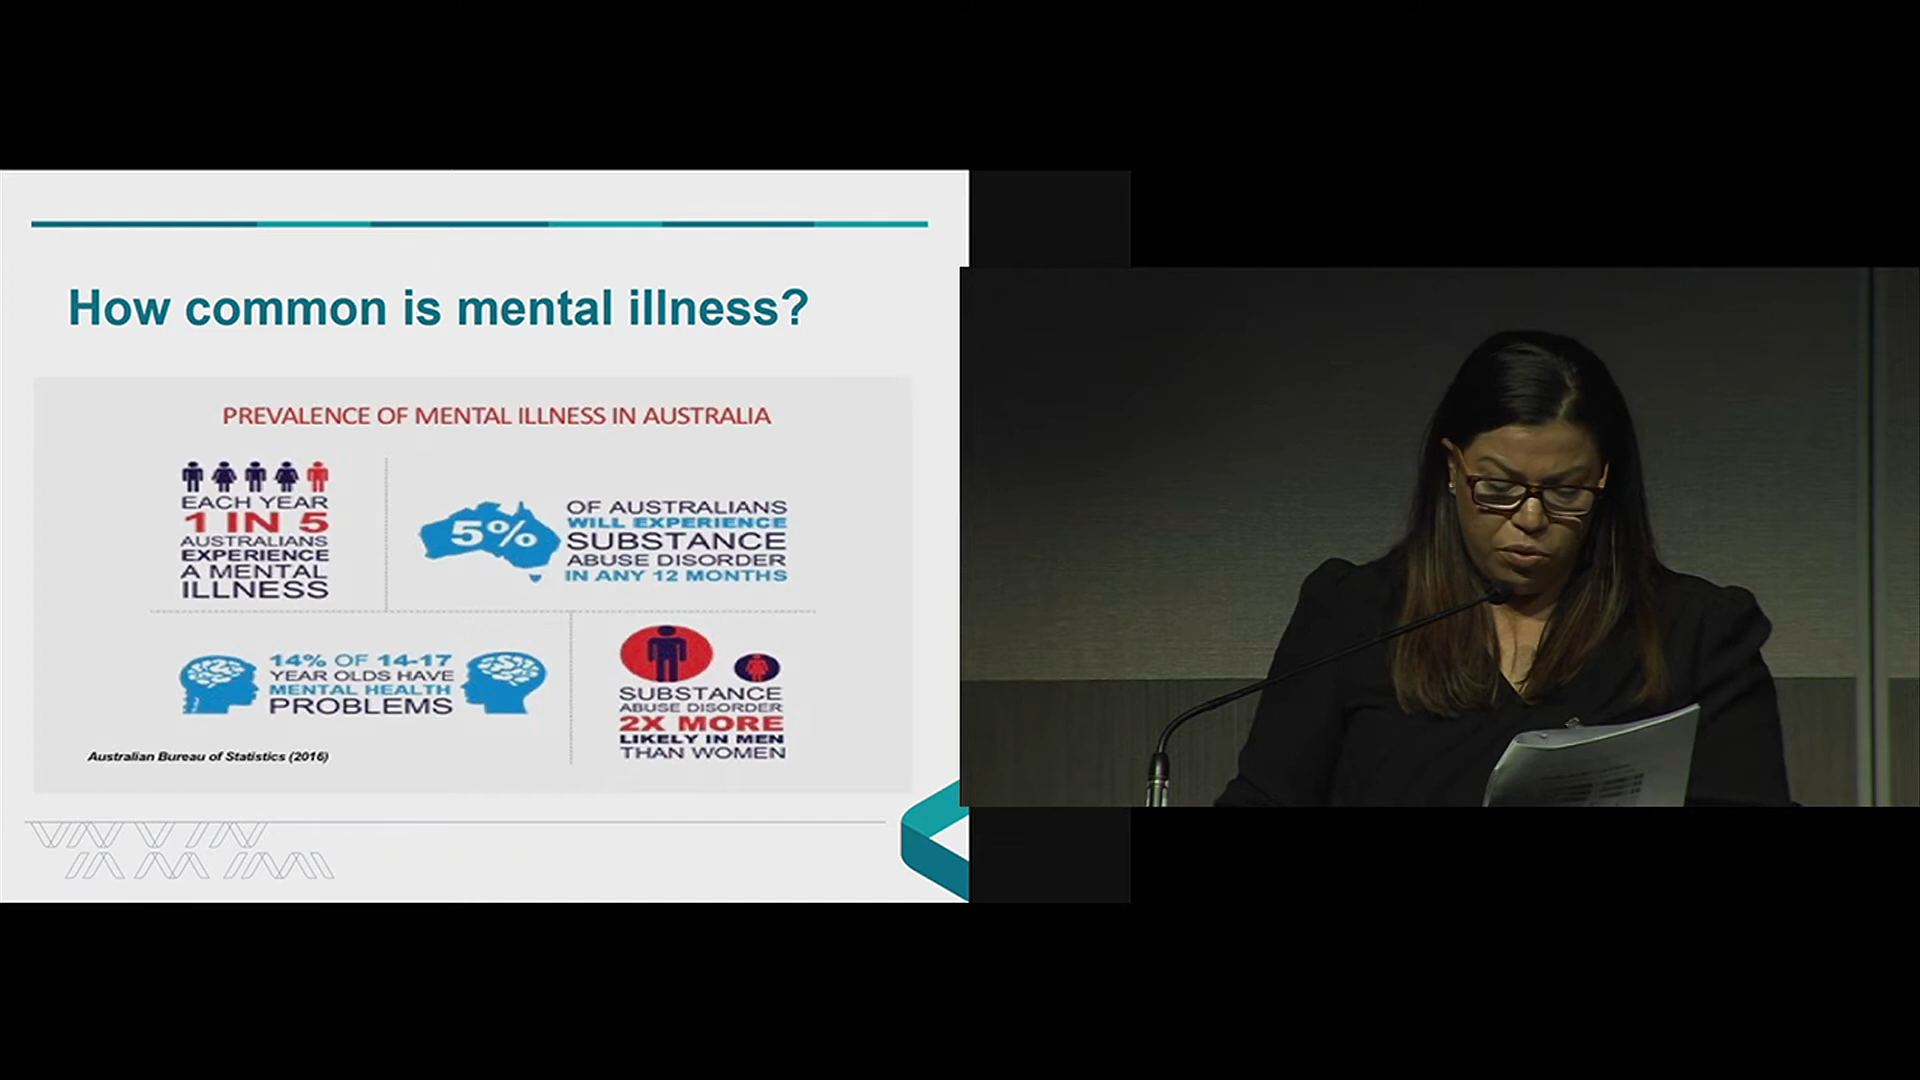 How common is mental illness?
PREVALENCE OF MENTAL ILLNESS IN AUSTRALIA
EACH YEAR
1 IN 5
AUSTRALIANS
EXPERIENCE
A MENTAL
ILLNESS
5%
OF AUSTRALIANS
WILL EXPERIENCE
SUBSTANCE
ABUSE DISORDER
IN ANY 12 MONTHS
14% OF 14-17
YEAR OLDS HAVE
MENTAL HEALTH
PROBLEMS
SUBSTANCE
ABUSE DISORDER
2X MORE
LIKELY IN MEN
THAN WOMEN
Australian Bureau of Statistics (2016)